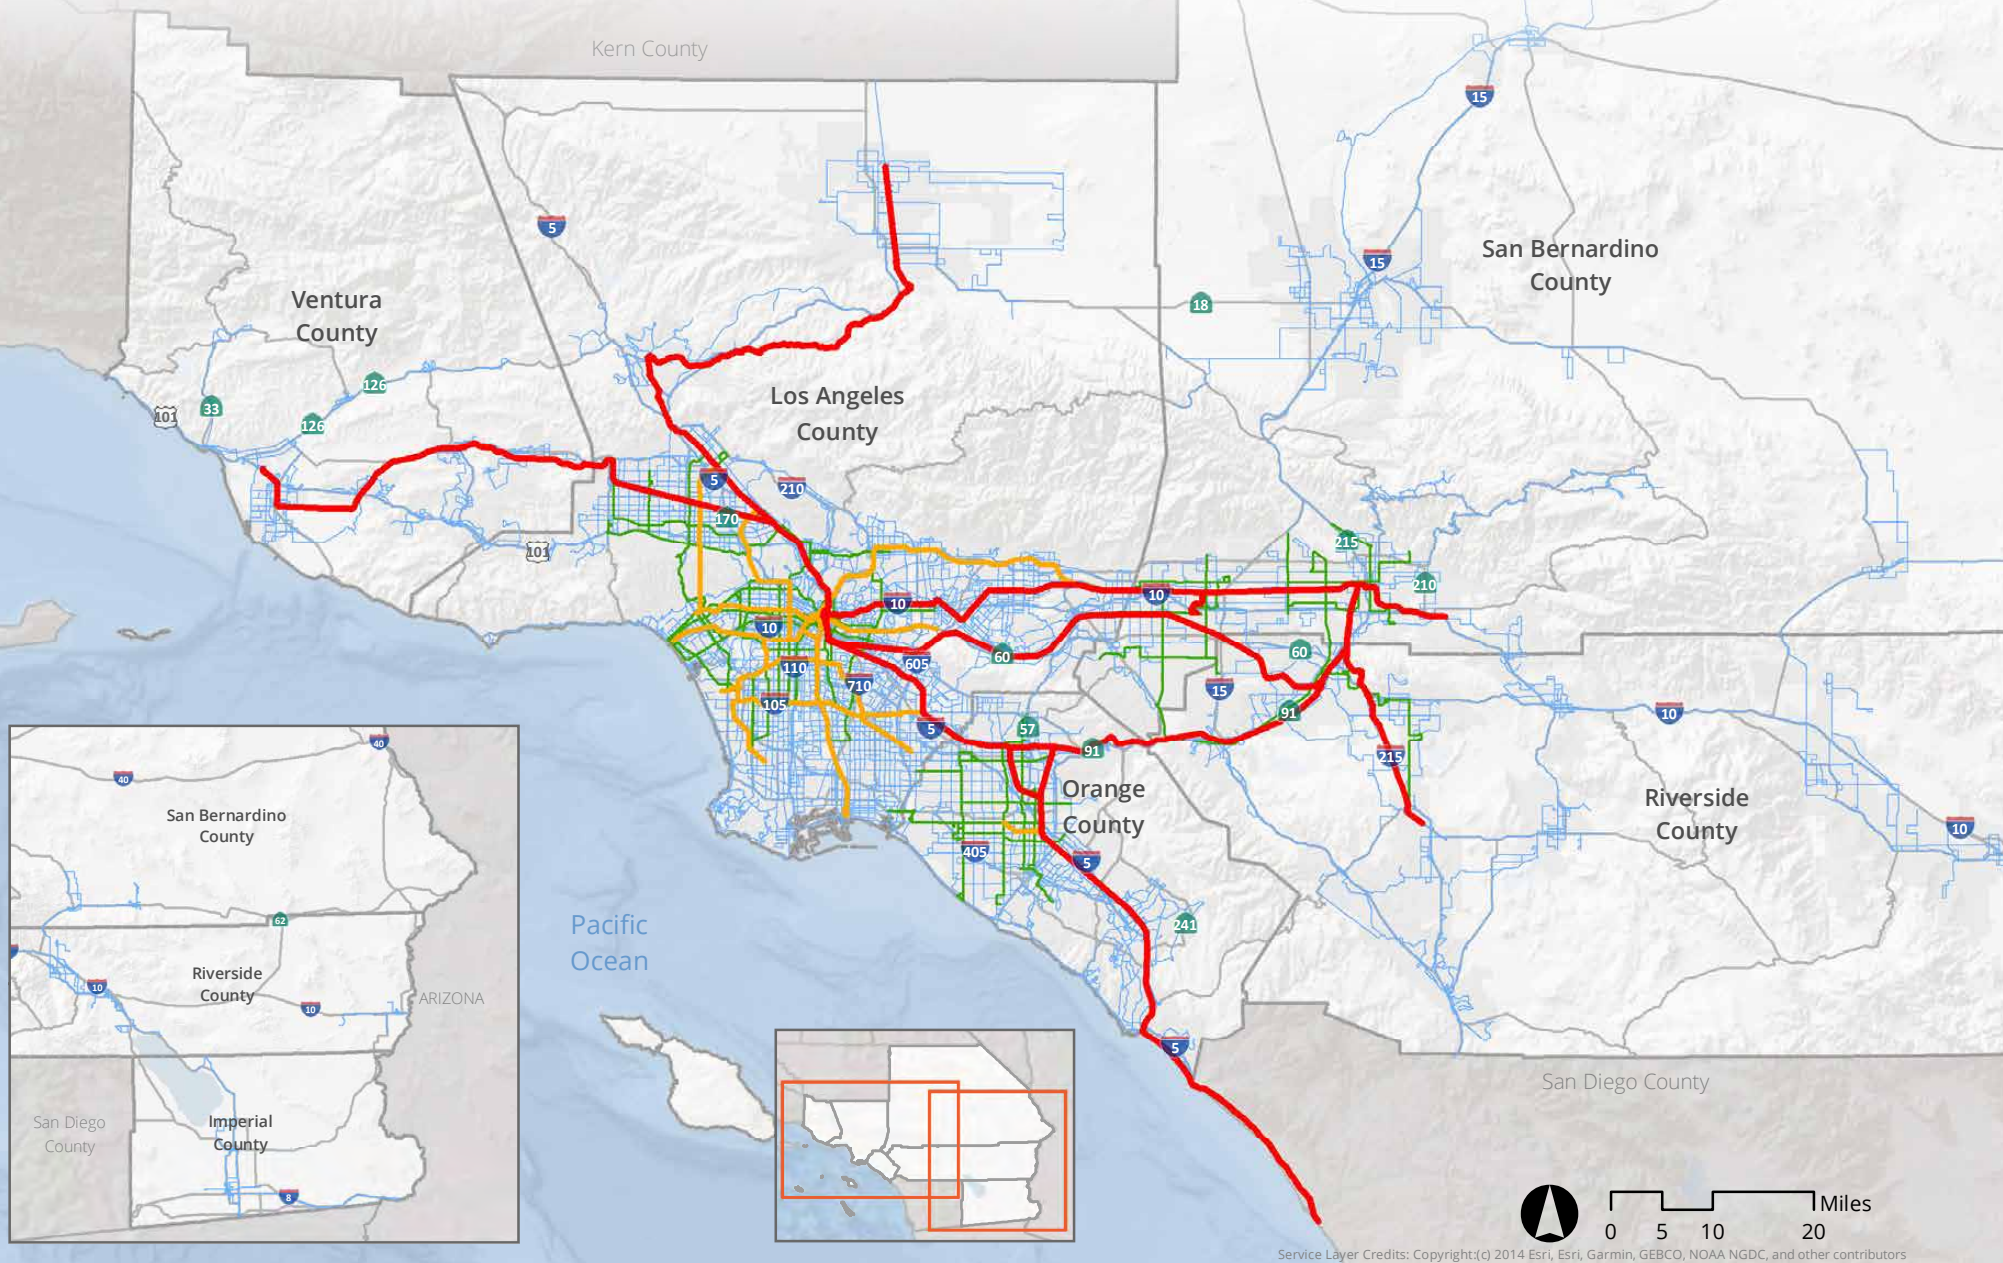 Kern County
15
5
San Bernardino
County
15
Ventura
County
18
126
Los Angeles
County
33
101
126
5
210
170
215
101
210
10
10
10
110
605
60
60
710
15
105
5
57
91
91
10
215
Orange
County
Riverside
County
405
5
10
241
Pacific
Ocean
5
San Diego County
40
40
San Bernardino
County
62
Riverside
County
10
10
ARIZONA
San Diego
County
Imperial
County
8
Miles
0 5 10 20
Service Layer Credits: Copyright:(c) 2014 Esri, Esri, Garmin, GEBCO, NOAA NGDC, and other contributors